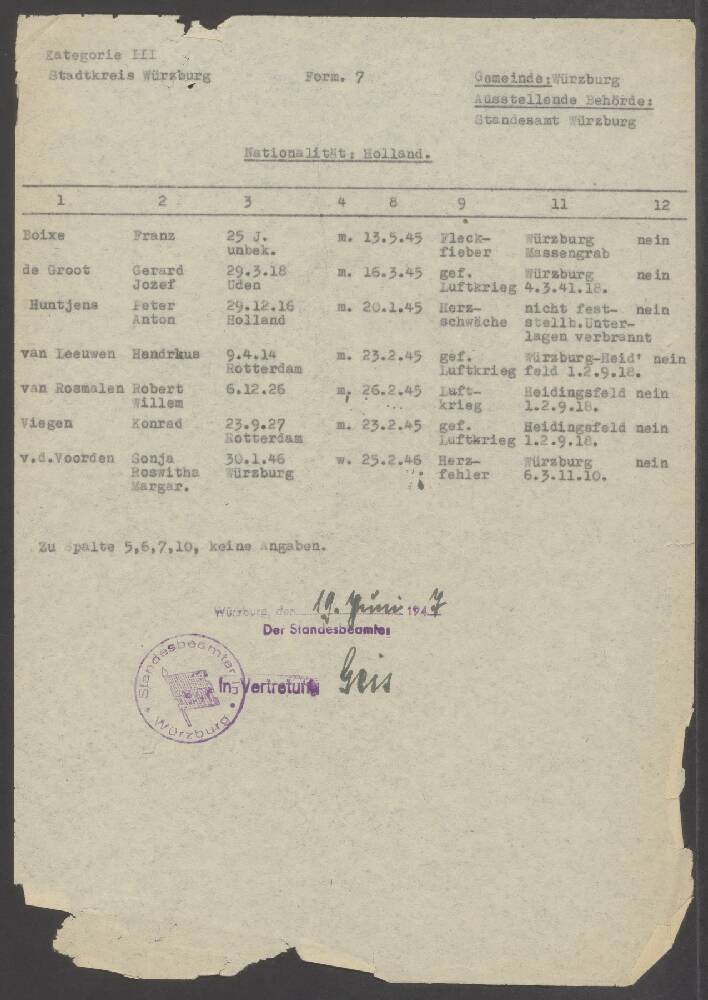 Kategorie III
Stadtkreis Würzburg Form. 7 Gemeinde: Würzburg
Ausstellende Behörde:
Standesamt Würzburg
Nationalität: Holland.
1 2 3 4 8 9 11 12
Boixe Franz 25 J. m. 13.5.45 Fleck- Würzburg nein
unbek. fieber Massengrab
de Groot Gerard 29.3.18 m. 16.3.45 gef. Würzburg nein
Jozef Uden Luftkrieg 4.3.41.18.
Huntjens Peter 29.12.16 m. 20.1.45 Herz- nicht fest- nein
Anton Holland schwäche stellb.Unter-
lagen verbrannt
van Leeuwen Hendrkus 9.4.14 m. 23.2.45 gef. Würzburg-Heid' nein
Rotterdam Luftkrieg feld 1.2.9.18.
van Rosmalen Robert 6.12.26 m. 26.2.45 Luft- Heidingsfeld nein
Willem krieg 1.2.9.18.
Viegen Konrad 23.9.27 m. 23.2.45 gef. Heidingsfeld nein
Rotterdam Luftkrieg 1.2.9.18.
v.d.Voorden Sonja 30.1.46 w. 25.2.46 Herz- Würzburg nein
Roswitha Würzburg fehler 6.3.11.10.
Margar.
Zu Spalte 5,6,7,10, keine Angaben.
Würzburg, den 19. Juni 1947
Der Standesbeamte
Standesbeamter
In Vertretung Geis
Würzburg